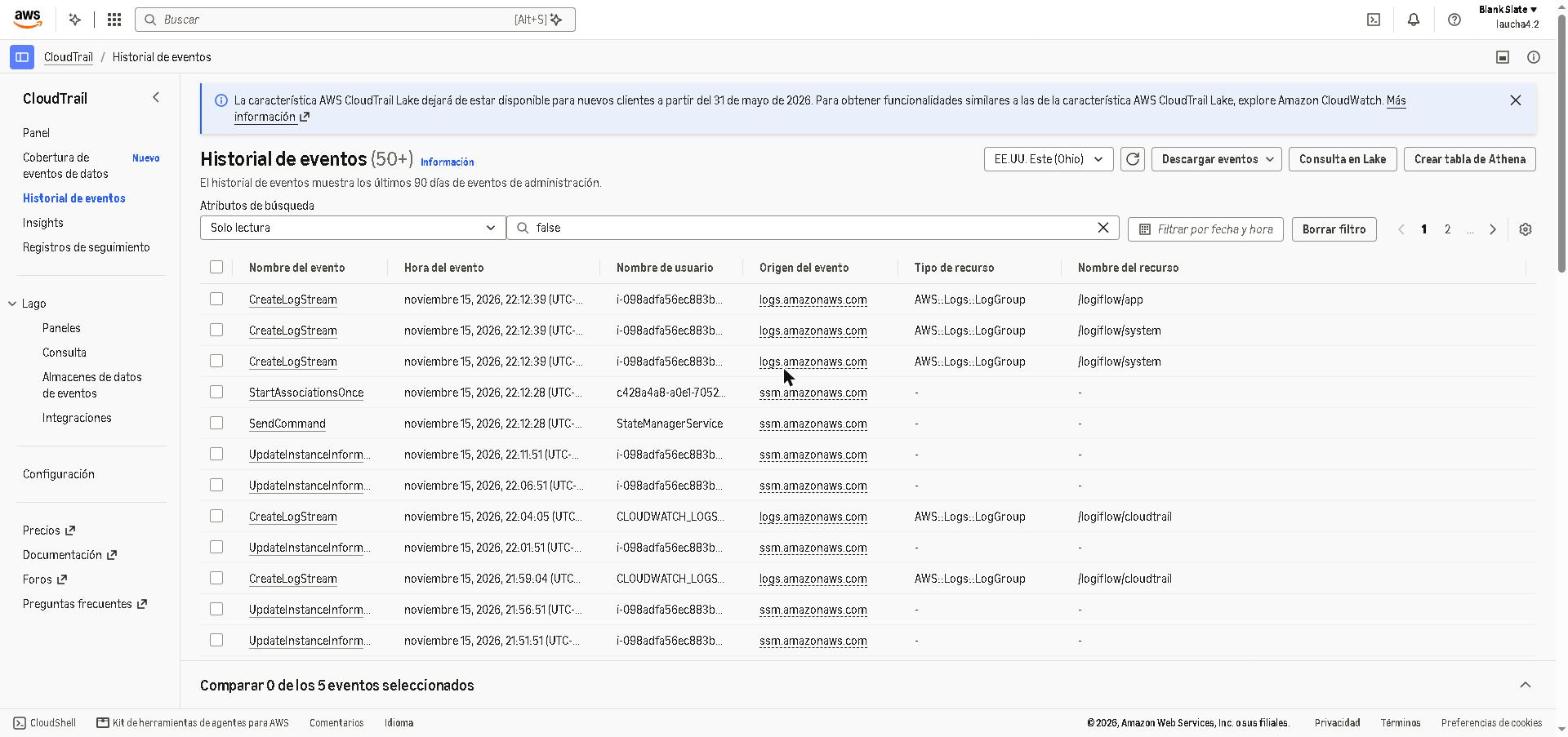 aws
Buscar [Alt+S]
BlankSlate
laucha4.2
CloudTrail / Historial de eventos
CloudTrail
Panel
Cobertura de eventos de datos Nuevo
Historial de eventos
Insights
Registros de seguimiento
Lago
Paneles
Consulta
Almacenes de datos de eventos
Integraciones
Configuración
Precios
Documentación
Foros
Preguntas frecuentes
La característica AWS CloudTrail Lake dejará de estar disponible para nuevos clientes a partir del 31 de mayo de 2026. Para obtener funcionalidades similares a las de la característica AWS CloudTrail Lake, explore Amazon CloudWatch. Más
información
Historial de eventos (50+) Información
EE.UU. Este (Ohio) Descargar eventos Consulta en Lake Crear tabla de Athena
El historial de eventos muestra los últimos 90 días de eventos de administración.
Atributos de búsqueda
Solo lectura false Filtrar por fecha y hora Borrar filtro 1 2 ...
Nombre del evento Hora del evento Nombre de usuario Origen del evento Tipo de recurso Nombre del recurso
CreateLogStream noviembre 15, 2026, 22:12:39 (UTC-... i-098adfa56ec883b... logs.amazonaws.com AWS::Logs::LogGroup /logiflow/app
CreateLogStream noviembre 15, 2026, 22:12:39 (UTC-... i-098adfa56ec883b... logs.amazonaws.com AWS::Logs::LogGroup /logiflow/system
CreateLogStream noviembre 15, 2026, 22:12:39 (UTC-... i-098adfa56ec883b... logs.amazonaws.com AWS::Logs::LogGroup /logiflow/system
StartAssociationsOnce noviembre 15, 2026, 22:12:28 (UTC-... c428a4a8-a0e1-7052... ssm.amazonaws.com - -
SendCommand noviembre 15, 2026, 22:12:28 (UTC-... StateManagerService ssm.amazonaws.com - -
UpdateInstanceInform... noviembre 15, 2026, 22:11:51 (UTC-... i-098adfa56ec883b... ssm.amazonaws.com - -
UpdateInstanceInform... noviembre 15, 2026, 22:06:51 (UTC-... i-098adfa56ec883b... ssm.amazonaws.com - -
CreateLogStream noviembre 15, 2026, 22:04:05 (UTC... CLOUDWATCH_LOGS... logs.amazonaws.com AWS::Logs::LogGroup /logiflow/cloudtrail
UpdateInstanceInform... noviembre 15, 2026, 22:01:51 (UTC-... i-098adfa56ec883b... ssm.amazonaws.com - -
CreateLogStream noviembre 15, 2026, 21:59:04 (UTC... CLOUDWATCH_LOGS... logs.amazonaws.com AWS::Logs::LogGroup /logiflow/cloudtrail
UpdateInstanceInform... noviembre 15, 2026, 21:56:51 (UTC-... i-098adfa56ec883b... ssm.amazonaws.com - -
UpdateInstanceInform... noviembre 15, 2026, 21:51:51 (UTC-... i-098adfa56ec883b... ssm.amazonaws.com - -
Comparar 0 de los 5 eventos seleccionados
CloudShell Kit de herramientas de agentes para AWS Comentarios Idioma © 2026, Amazon Web Services, Inc. o sus filiales. Privacidad Términos Preferencias de cookies